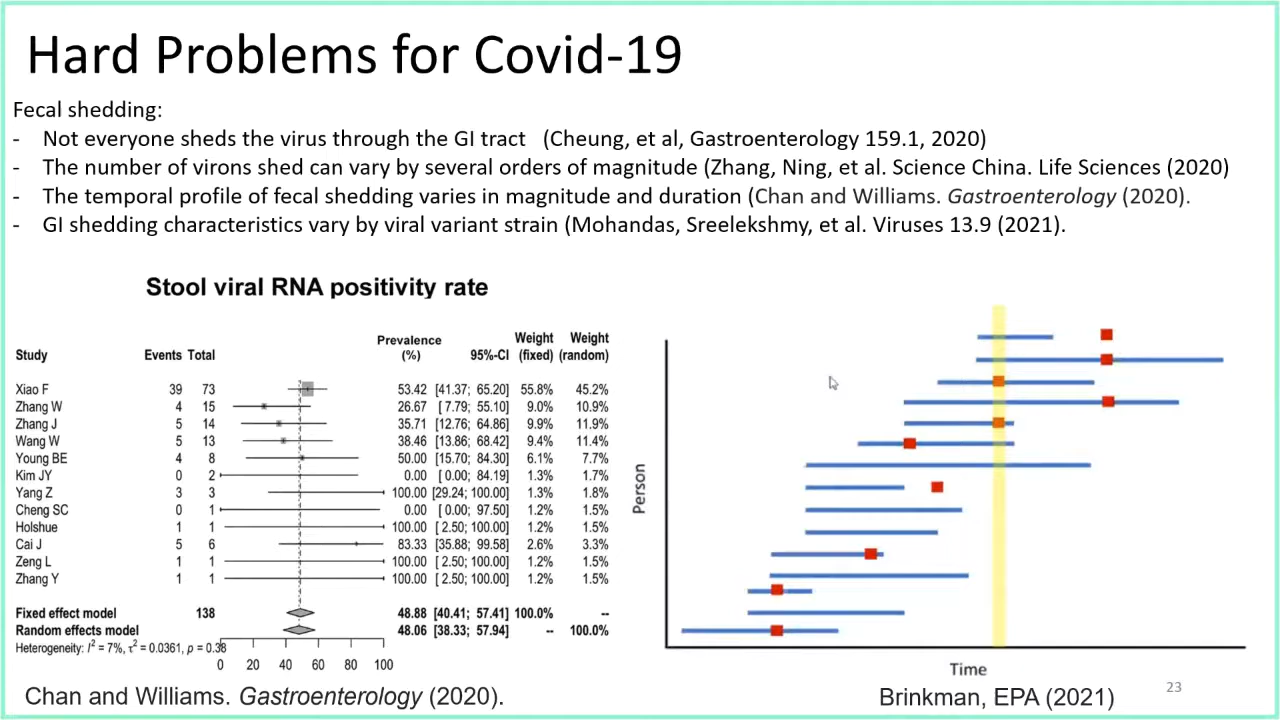 Hard Problems for Covid-19
Fecal shedding:
- Not everyone sheds the virus through the GI tract (Cheung, et al, Gastroenterology 159.1, 2020)
- The number of virons shed can vary by several orders of magnitude (Zhang, Ning, et al. Science China. Life Sciences (2020)
- The temporal profile of fecal shedding varies in magnitude and duration (Chan and Williams. Gastroenterology (2020).
- GI shedding characteristics vary by viral variant strain (Mohandas, Sreelekshmy, et al. Viruses 13.9 (2021).
Stool viral RNA positivity rate
Prevalence Weight Weight
Study Events Total (%) 95%-CI (fixed) (random)
Xiao F 39 73 53.42 [41.37; 65.20] 55.8% 45.2%
Zhang W 4 15 26.67 [ 7.79; 55.10] 9.0% 10.9%
Zhang J 5 14 35.71 [12.76; 64.86] 9.9% 11.9%
Wang W 5 13 38.46 [13.86; 68.42] 9.4% 11.4%
Young BE 4 8 50.00 [15.70; 84.30] 6.1% 7.7%
Kim JY 0 2 0.00 [ 0.00; 84.19] 1.3% 1.7%
Yang Z 3 3 100.00 [29.24; 100.00] 1.3% 1.8%
Cheng SC 0 1 0.00 [ 0.00; 97.50] 1.2% 1.5%
Holshue 1 1 100.00 [ 2.50; 100.00] 1.2% 1.5%
Cai J 5 6 83.33 [35.88; 99.58] 2.6% 3.3%
Zeng L 1 1 100.00 [ 2.50; 100.00] 1.2% 1.5%
Zhang Y 1 1 100.00 [ 2.50; 100.00] 1.2% 1.5%
Fixed effect model 138 48.88 [40.41; 57.41] 100.0% --
Random effects model 48.06 [38.33; 57.94] -- 100.0%
Heterogeneity: I² = 7%, τ² = 0.0361, p = 0.38
0 20 40 60 80 100
Chan and Williams. Gastroenterology (2020).
Person
Time
Brinkman, EPA (2021)
23